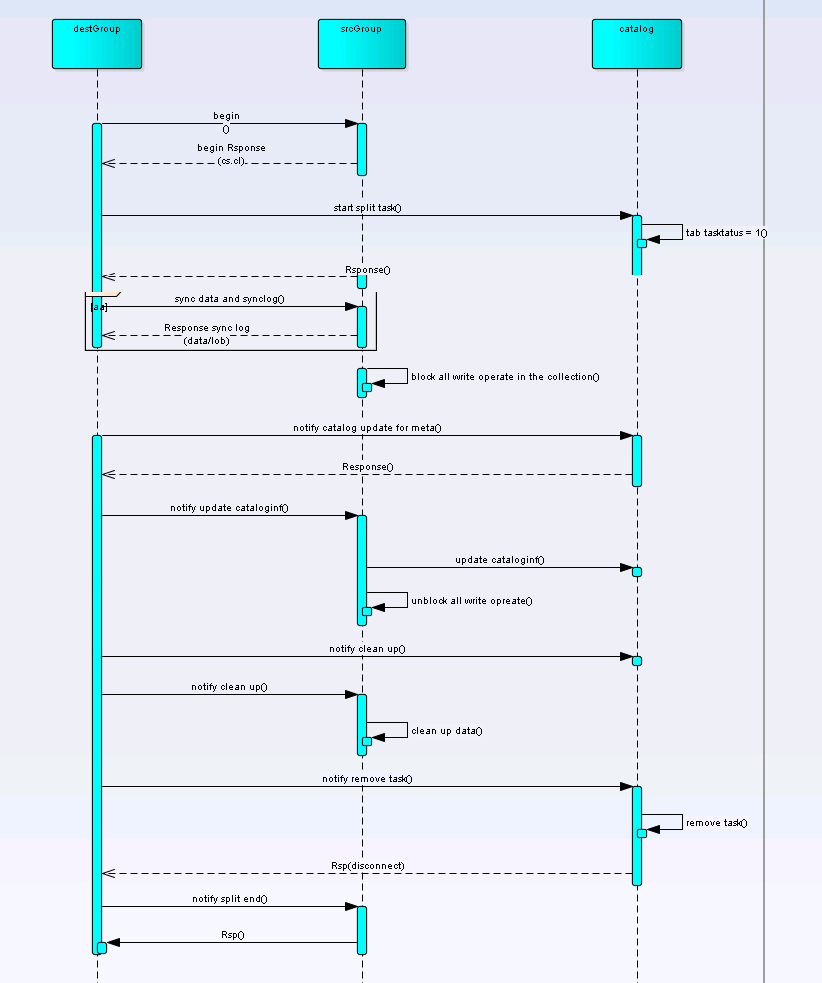 destGroup
srcGroup
catalog
begin
()
begin Rsponse
(cs.cl)
start split task()
tab tasktatus = 1()
Rsponse()
sync data and synclog()
[aa]
Response sync log
(data/lob)
block all write operate in the collection()
notify catalog update for meta()
Response()
notify update cataloginf()
update cataloginf()
unblock all write opreate()
notify clean up()
notify clean up()
clean up data()
notify remove task()
remove task()
Rsp(disconnect)
notify split end()
Rsp()